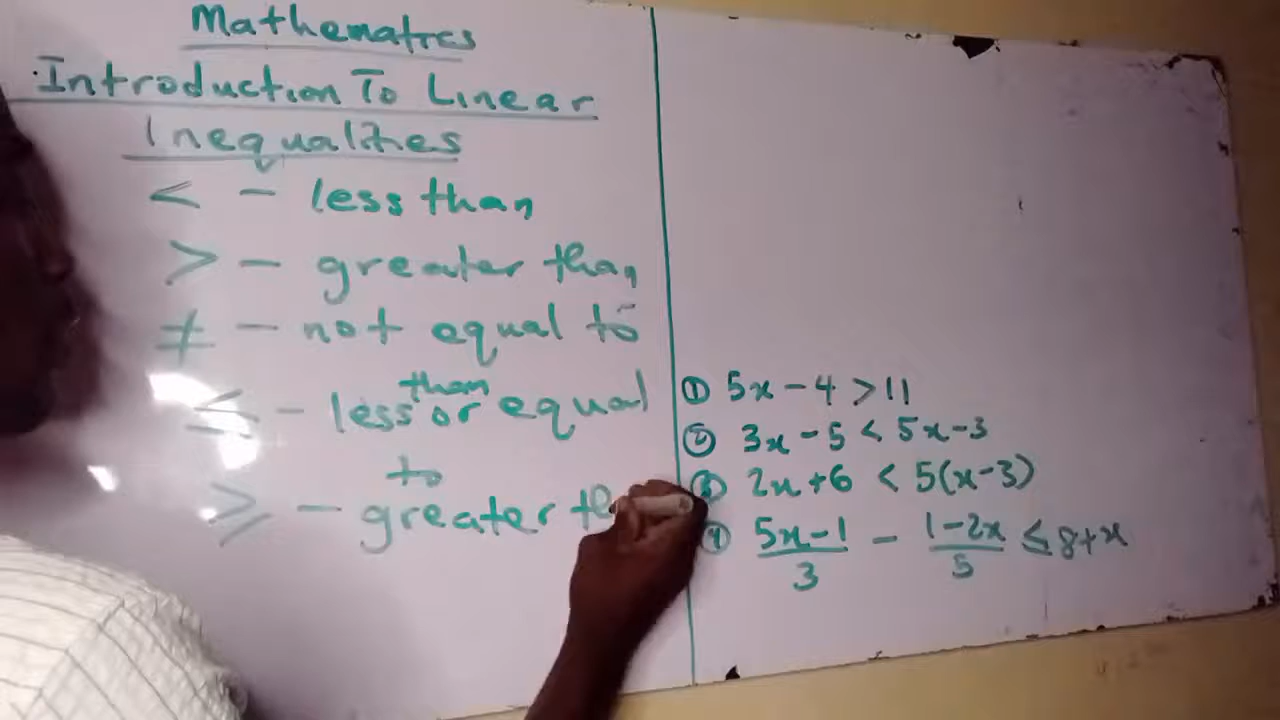 Mathematics
Introduction To Linear
Inequalities
< - less than
> - greater than
≠ - not equal to
than
≤ - less or equal
to
≥ - greater th
① 5x - 4 > 11
② 3x - 5 < 5x - 3
③ 2x + 6 < 5(x - 3)
④ 5x - 1 / 3 - 1 - 2x / 5 ≤ 8 + x